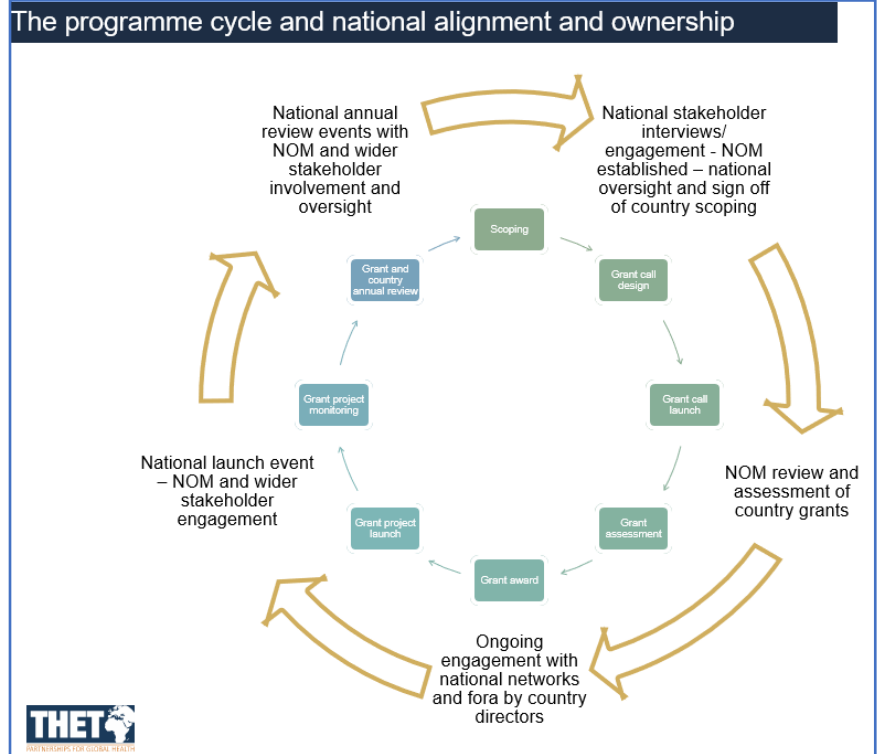 The programme cycle and national alignment and ownership
National annual
review events with
NOM and wider
stakeholder
involvement and
oversight
National stakeholder
interviews/
engagement - NOM
established – national
oversight and sign off
of country scoping
Scoping
Grant call
design
Grant call
launch
Grant
assessment
Grant award
Grant project
launch
Grant project
monitoring
Grant and
country
annual review
NOM review and
assessment of
country grants
Ongoing
engagement with
national networks
and fora by country
directors
National launch event
– NOM and wider
stakeholder
engagement
THET
PARTNERSHIPS FOR GLOBAL HEALTH